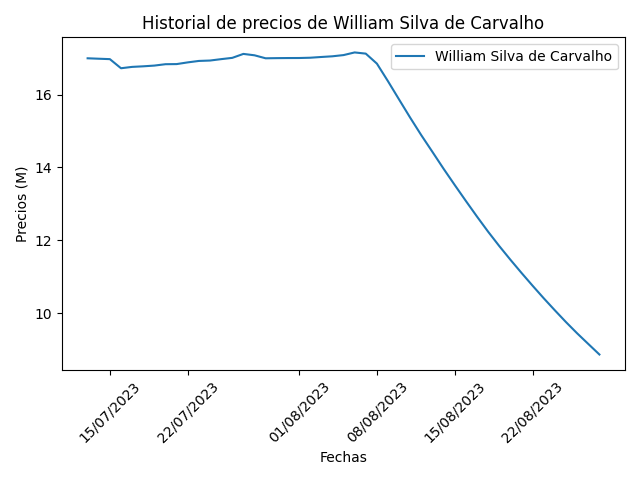 Historial de precios de William Silva de Carvalho
William Silva de Carvalho
Precios (M)
16
14
12
10
15/07/2023
22/07/2023
01/08/2023
08/08/2023
15/08/2023
22/08/2023
Fechas